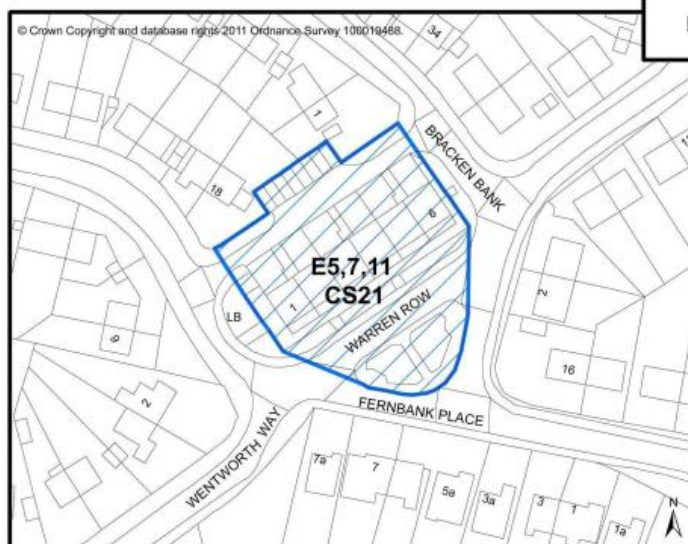 © Crown Copyright and database rights 2011 Ordnance Survey 100019468.
34
1
BRACKEN BANK
18
6
E5,7,11
CS21
2
1
LB
WARREN ROW
9
16
2
FERNBANK PLACE
WENTWORTH WAY
7a
7
5a
3a
3
1
1a
N